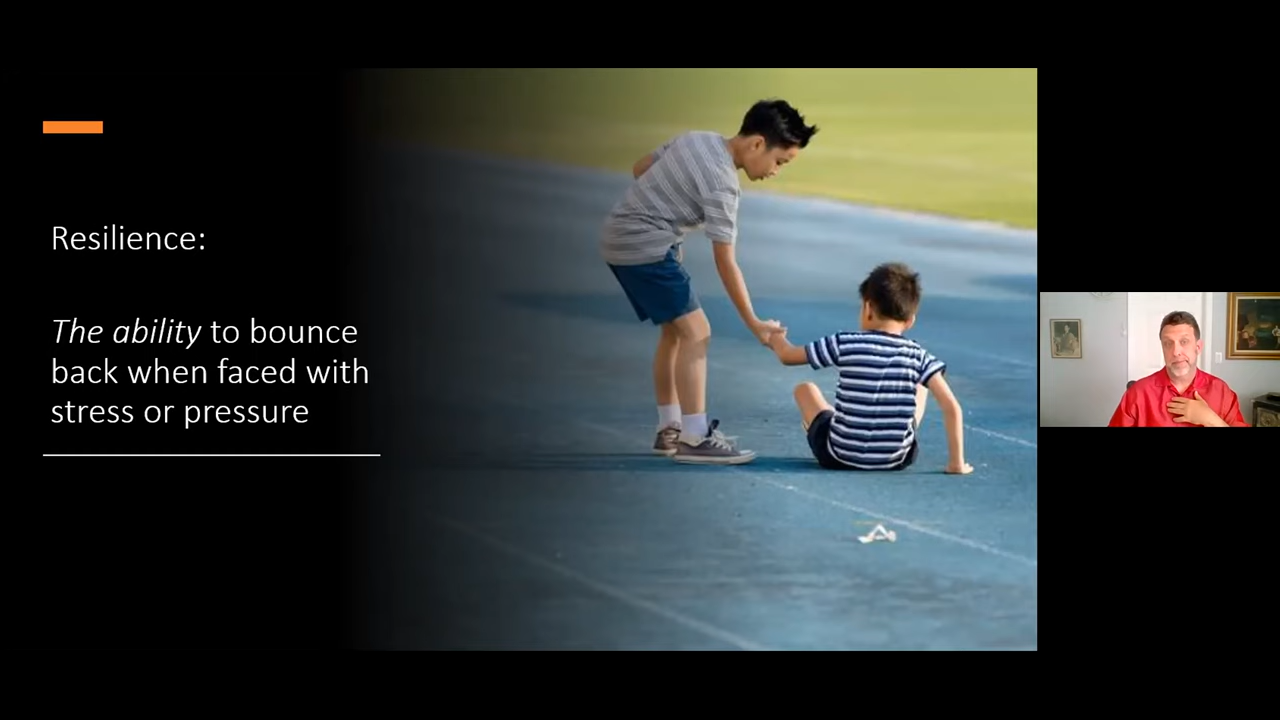 Resilience:
The ability to bounce
back when faced with
stress or pressure